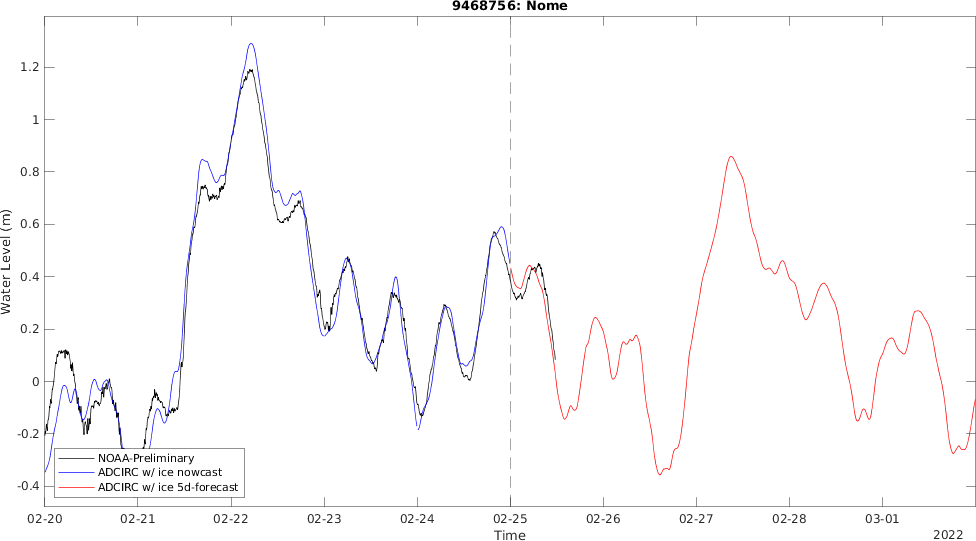 9468756: Nome
Water Level (m)
1.2
1
0.8
0.6
0.4
0.2
0
-0.2
-0.4
NOAA-Preliminary
ADCIRC w/ ice nowcast
ADCIRC w/ ice 5d-forecast
02-20 02-21 02-22 02-23 02-24 02-25 02-26 02-27 02-28 03-01
Time
2022